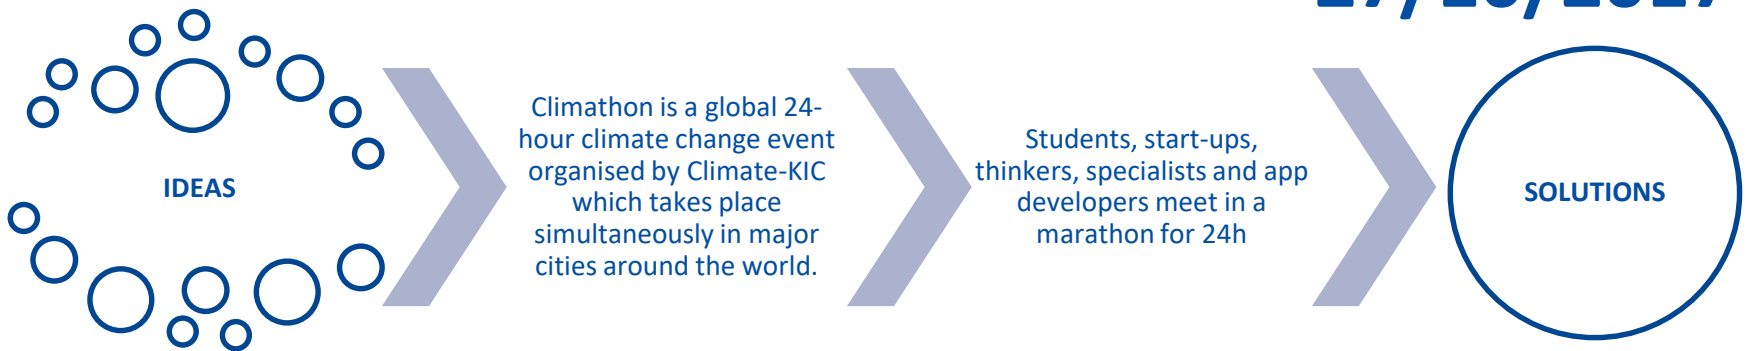 IDEAS
Climathon is a global 24-
hour climate change event
organised by Climate-KIC
which takes place
simultaneously in major
cities around the world.
Students, start-ups,
thinkers, specialists and app
developers meet in a
marathon for 24h
SOLUTIONS